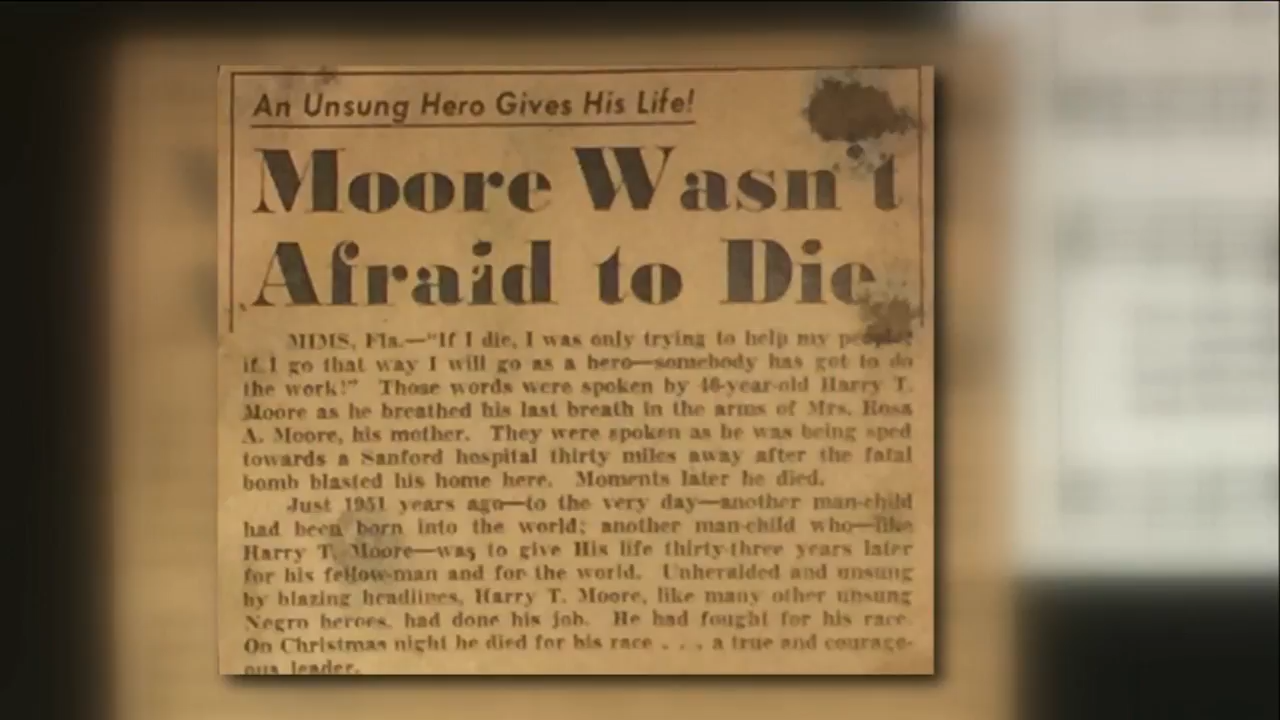 An Unsung Hero Gives His Life!
Moore Wasn't
Afraid to Die
MIMS, Fla.—"If I die, I was only trying to help my people;
if I go that way I will go as a hero—somebody has got to do
the work!" Those words were spoken by 46-year-old Harry T.
Moore as he breathed his last breath in the arms of Mrs. Rosa
A. Moore, his mother. They were spoken as he was being sped
towards a Sanford hospital thirty miles away after the fatal
bomb blasted his home here. Moments later he died.
Just 1951 years ago—to the very day—another man-child
had been born into the world; another man-child who—like
Harry T. Moore—was to give His life thirty-three years later
for his fellow-man and for the world. Unheralded and unsung
by blazing headlines, Harry T. Moore, like many other unsung
Negro heroes, had done his job. He had fought for his race.
On Christmas night he died for his race . . . a true and courage-
ous leader.